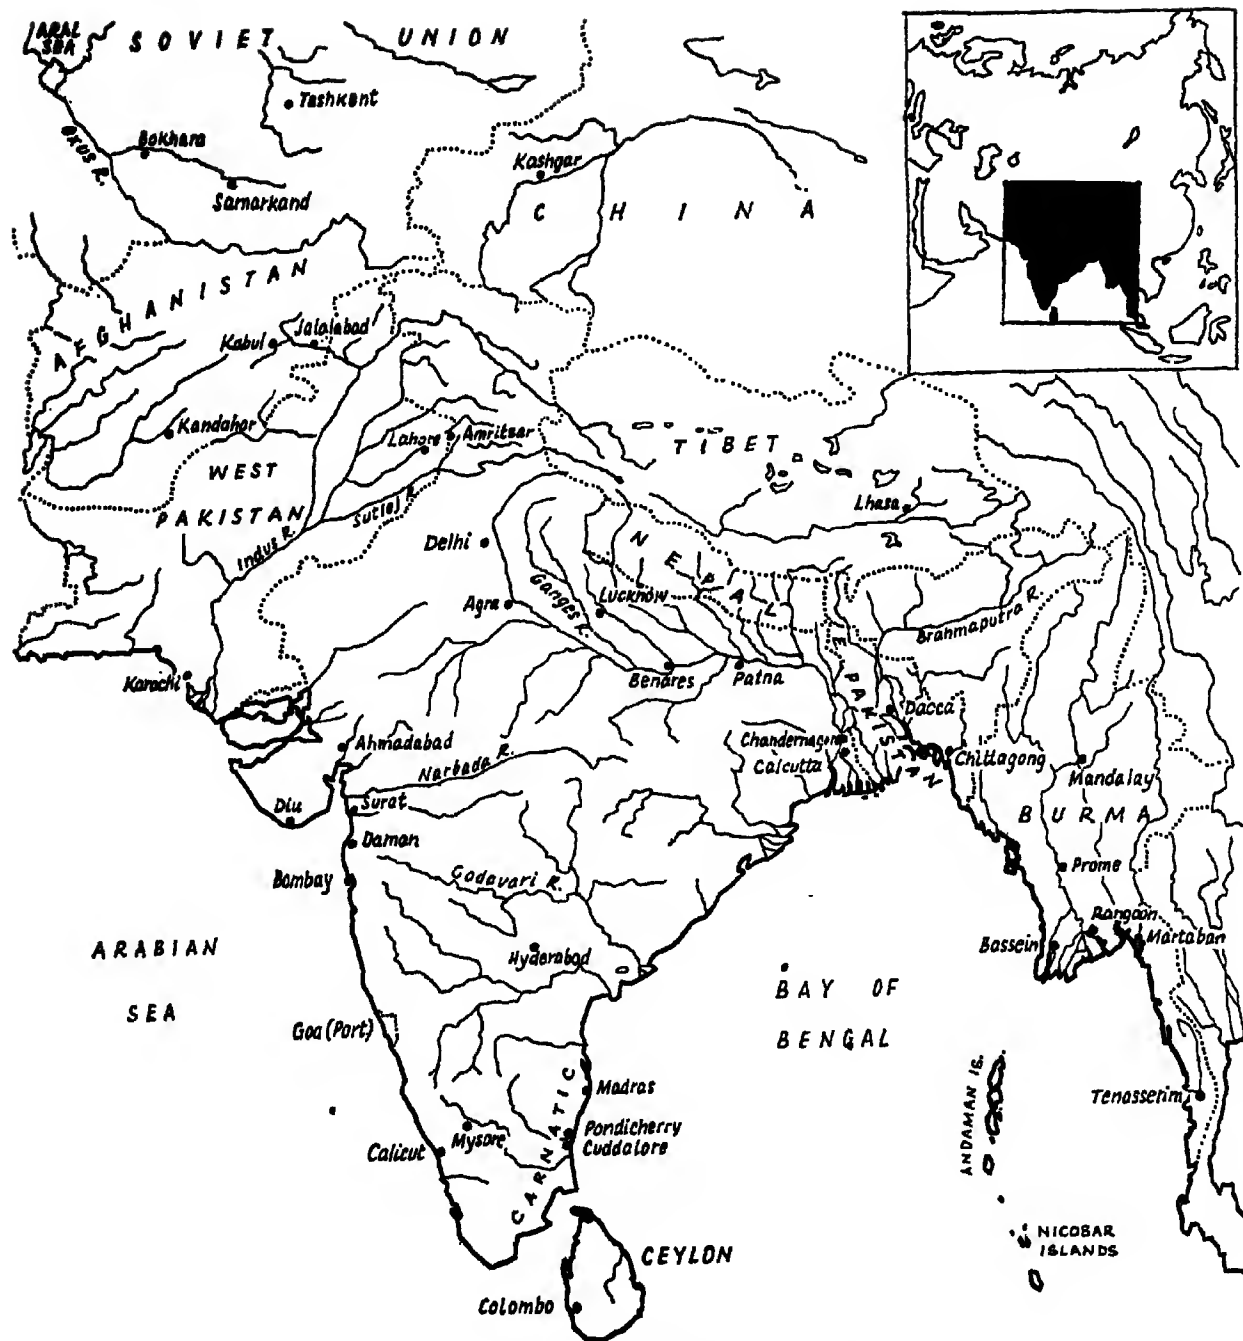 ARAL
SEA
SOVIET UNION
Tashkent
Oxus R.
Bokhara
Samarkand
Kashgar
CHINA
AFGHANISTAN
Kabul
Jalalabad
Kandahar
Lahore
Amritsar
WEST
PAKISTAN
Indus R.
Sutlej R.
TIBET
Lhasa
Delhi
NEPAL
Agra
Ganges R.
Lucknow
Brahmaputra R.
Karachi
Benares
Patna
E. PAKISTAN
Dacca
Ahmadabad
Narbada R.
Chandernagore
Calcutta
Chittagong
Mandalay
Diu
Surat
BURMA
Daman
Bombay
Godavari R.
Prome
Rangoon
ARABIAN
SEA
Hyderabad
Bassein
Martaban
BAY OF
BENGAL
Goa (Port)
CARNATIC
Madras
ANDAMAN IS.
Tenasserim
Mysore
Pondicherry
Calicut
Cuddalore
NICOBAR
ISLANDS
CEYLON
Colombo